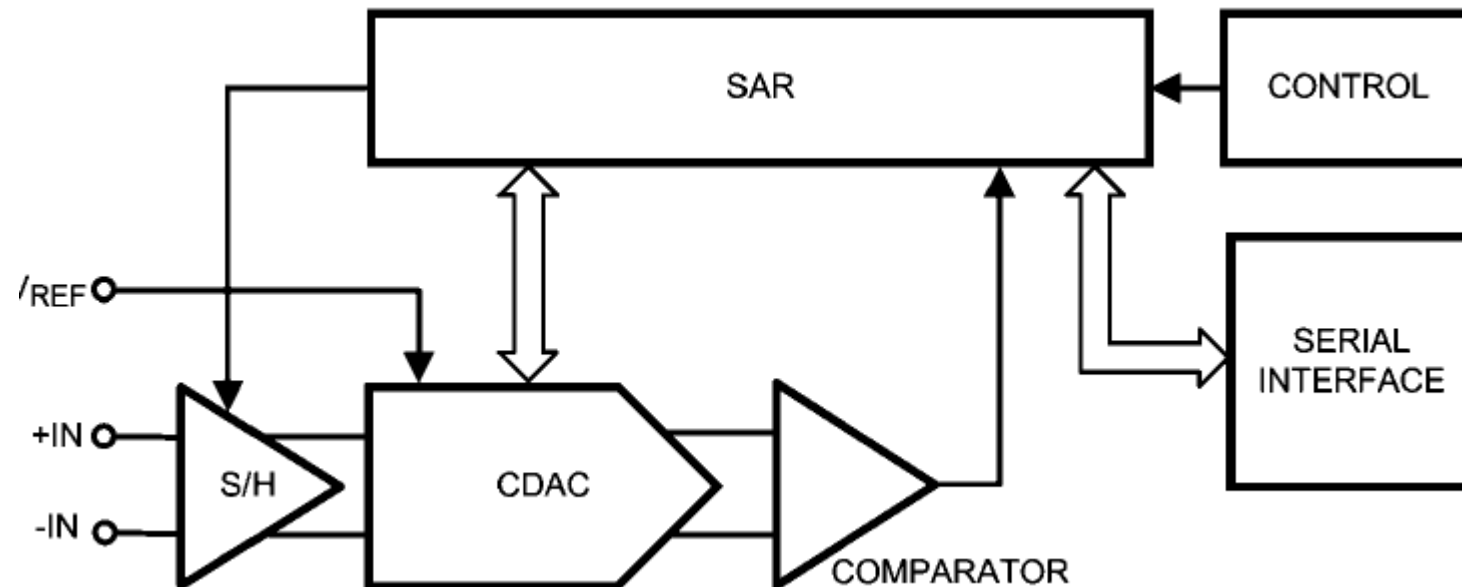 SAR
CONTROL
/REF
SERIAL
INTERFACE
+IN
S/H
CDAC
-IN
COMPARATOR